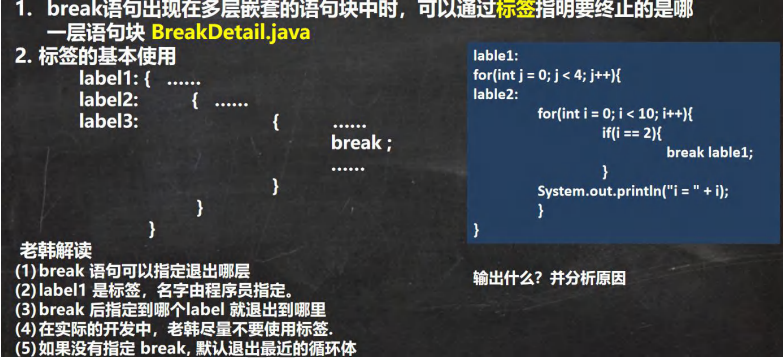 1. break语句出现在多层嵌套的语句块中时，可以通过标签指明要终止的是哪
一层语句块 BreakDetail.java
2. 标签的基本使用
label1: { ……
label2: { ……
label3: { ……
break ;
……
}
}
}
老韩解读
(1) break 语句可以指定退出哪层
(2) label1 是标签，名字由程序员指定。
(3) break 后指定到哪个label 就退出到哪里
(4) 在实际的开发中，老韩尽量不要使用标签.
(5) 如果没有指定 break, 默认退出最近的循环体
lable1:
for(int j = 0; j < 4; j++){
lable2:
for(int i = 0; i < 10; i++){
if(i == 2){
break lable1;
}
System.out.println("i = " + i);
}
}
输出什么？并分析原因